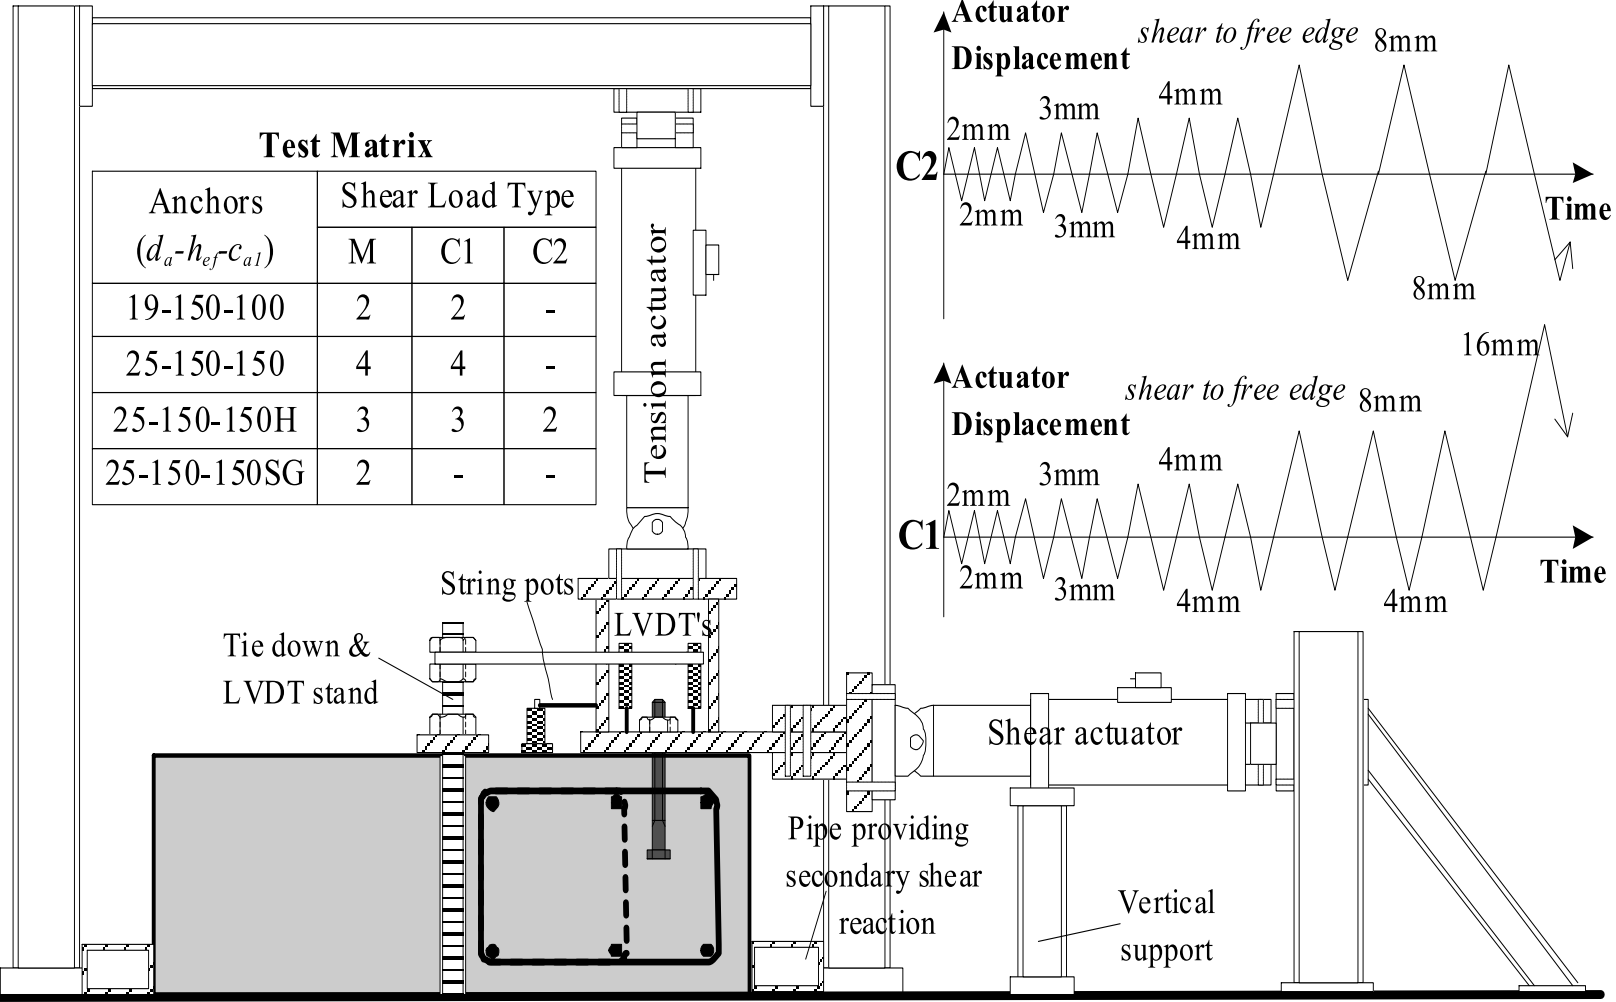 Test Matrix
Anchors
(da-hef-ca1)
Shear Load Type
M C1 C2
19-150-100 2 2 -
25-150-150 4 4 -
25-150-150H 3 3 2
25-150-150SG 2 - -
Tension actuator
String pots
LVDT's
Tie down &
LVDT stand
Shear actuator
Pipe providing
secondary shear
reaction
Vertical
support
Actuator
Displacement
shear to free edge
8mm
4mm
3mm
2mm
C2
Time
2mm
3mm
4mm
8mm
16mm
Actuator
Displacement
shear to free edge
8mm
4mm
3mm
2mm
C1
Time
2mm
3mm
4mm
4mm